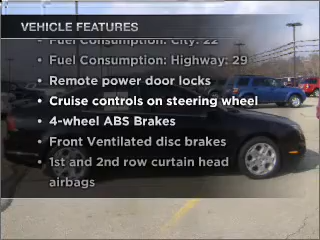 VEHICLE FEATURES
• Fuel Consumption: City: 22
• Fuel Consumption: Highway: 29
• Remote power door locks
• Cruise controls on steering wheel
• 4-wheel ABS Brakes
• Front Ventilated disc brakes
• 1st and 2nd row curtain head
airbags